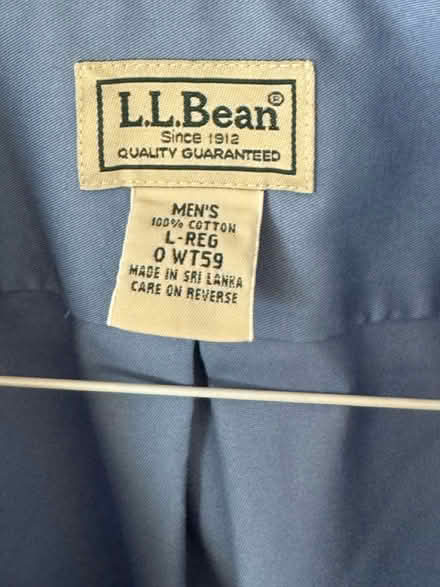 L.L.Bean®
Since 1912
QUALITY GUARANTEED
MEN'S
100% COTTON
L-REG
0 WT59
MADE IN SRI LANKA
CARE ON REVERSE